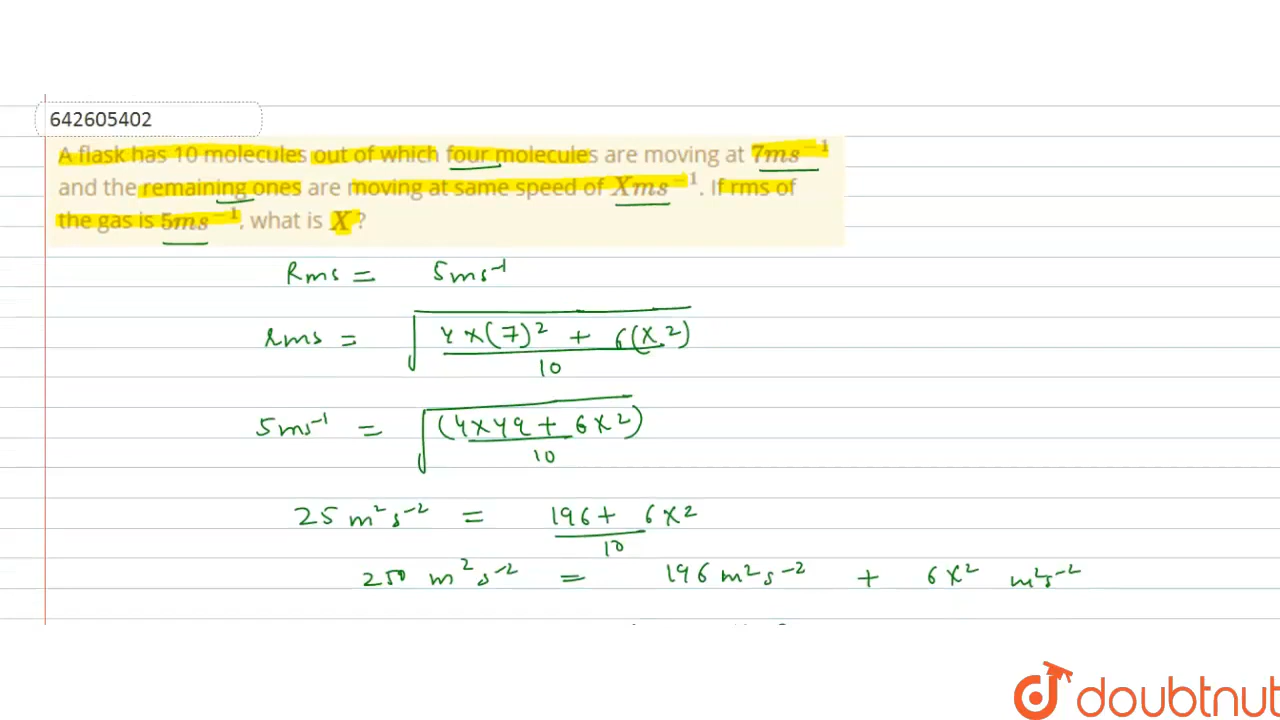 642605402
A flask has 10 molecules out of which four molecules are moving at 7ms⁻¹
and the remaining ones are moving at same speed of Xms⁻¹. If rms of
the gas is 5ms⁻¹, what is X?
Rms = 5ms⁻¹
rms = √(4×(7)² + 6(X²)
10
5ms⁻¹ = √(4×49 + 6X²)
10
25 m²s⁻² = 196 + 6X²
10
250 m²s⁻² = 196 m²s⁻² + 6X² m²s⁻²
doubtnut